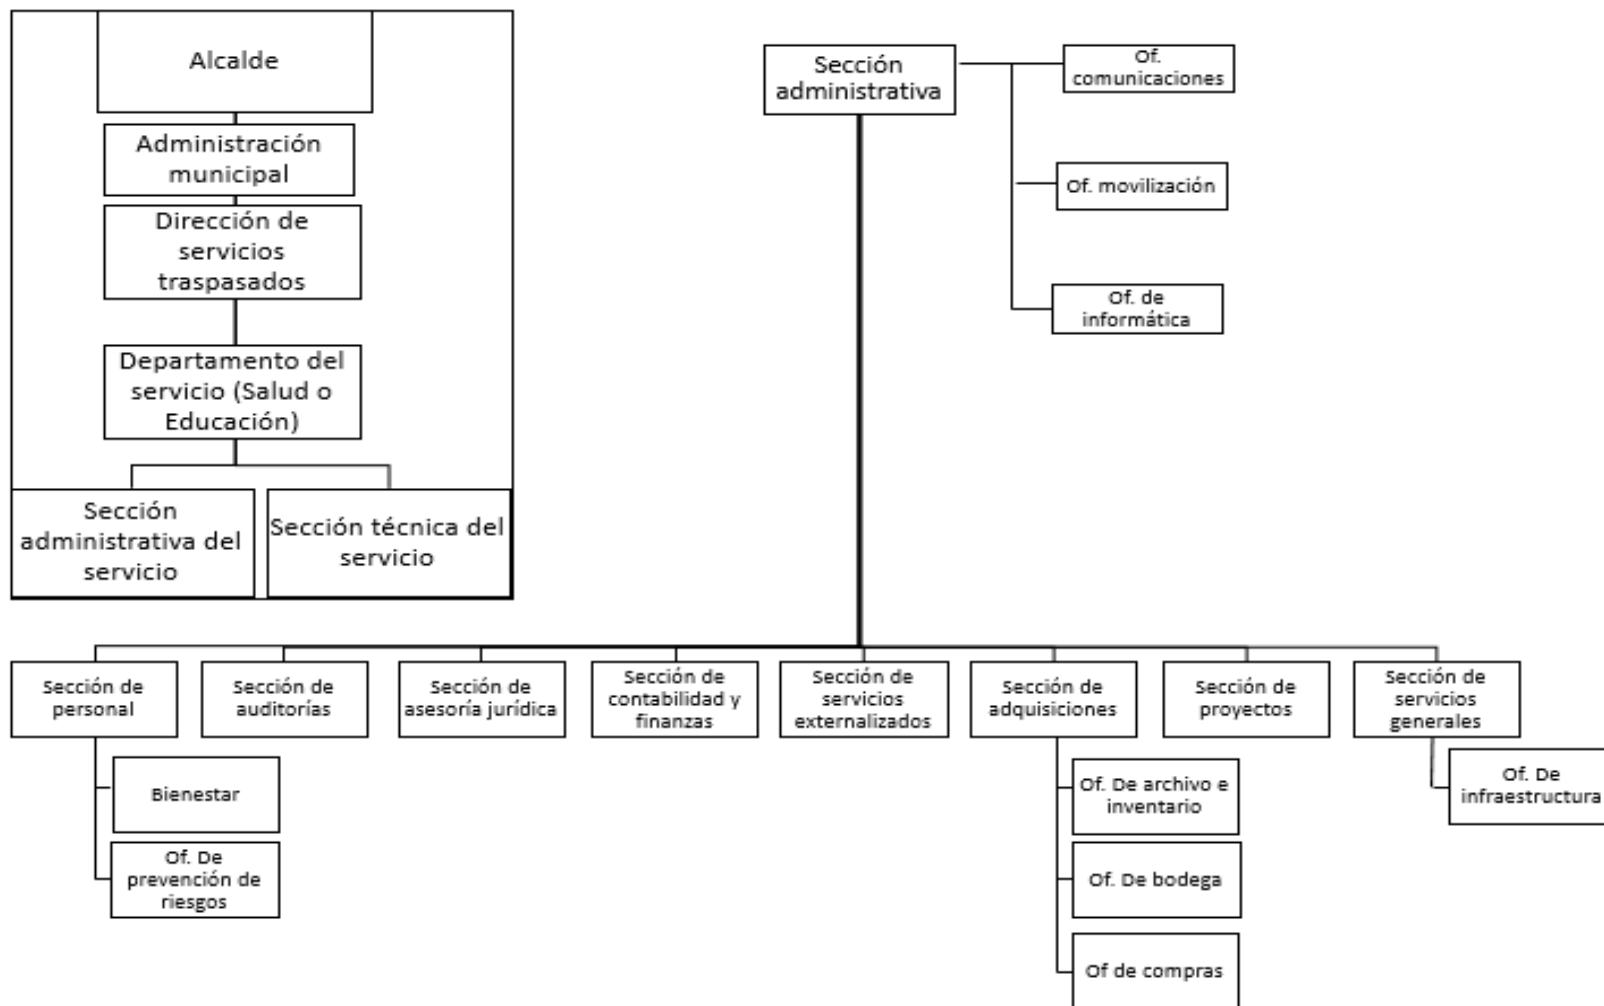 Alcalde
Administración
municipal
Dirección de
servicios
traspasados
Departamento del
servicio (Salud o
Educación)
Sección
administrativa del
servicio
Sección técnica del
servicio
Sección
administrativa
Of.
comunicaciones
Of. movilización
Of. de
informática
Sección de
personal
Sección de
auditorías
Sección de
asesoría jurídica
Sección de
contabilidad y
finanzas
Sección de
servicios
externalizados
Sección de
adquisiciones
Sección de
proyectos
Sección de
servicios
generales
Bienestar
Of. De
prevención de
riesgos
Of. De archivo e
inventario
Of. De bodega
Of de compras
Of. De
infraestructura